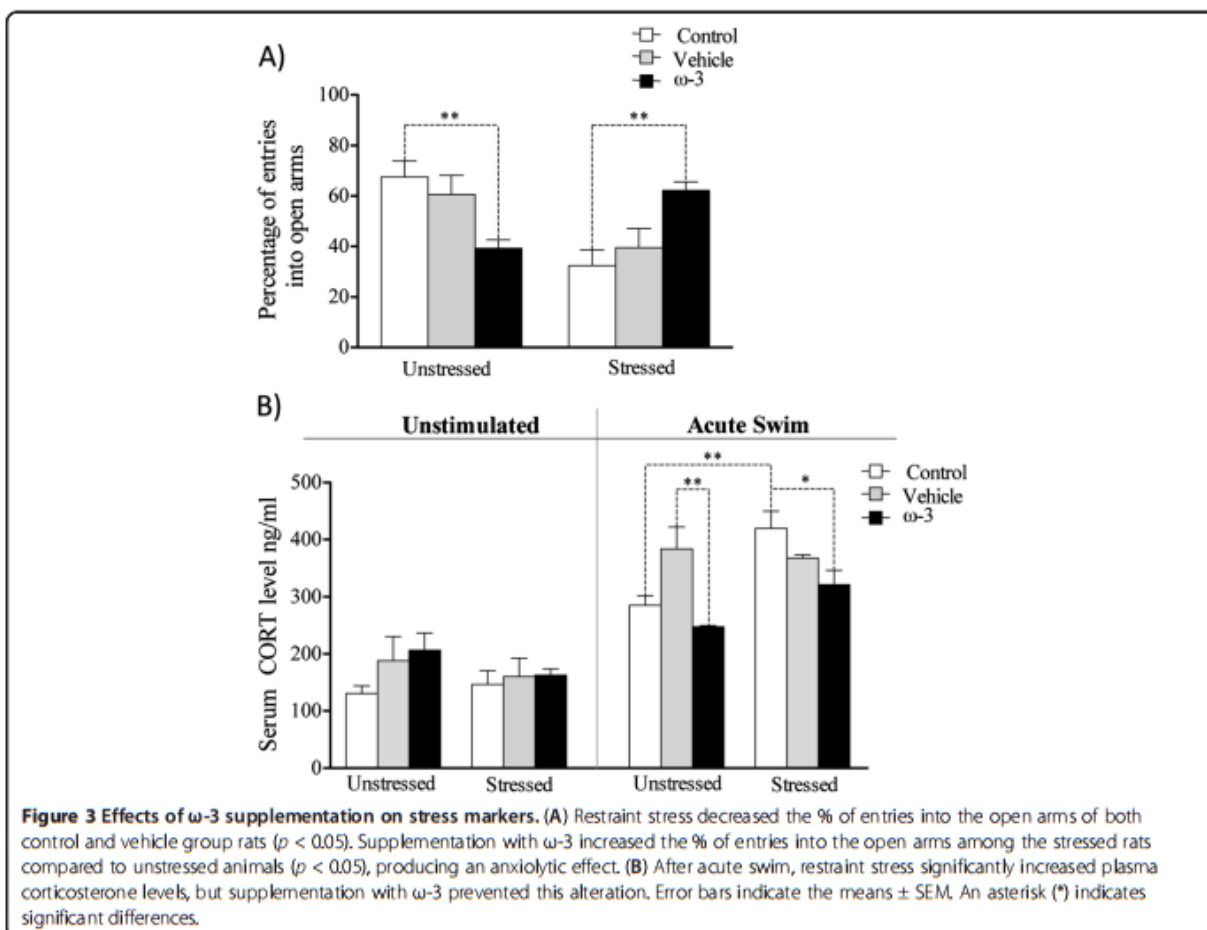 A)
Control
Vehicle
ω-3
Percentage of entries
into open arms
100
80
60
40
20
0
**
**
Unstressed
Stressed
B)
Unstimulated
Acute Swim
Control
Vehicle
ω-3
Serum CORT level ng/ml
500
400
300
200
100
0
**
**
*
Unstressed
Stressed
Unstressed
Stressed
Figure 3 Effects of ω-3 supplementation on stress markers. (A) Restraint stress decreased the % of entries into the open arms of both
control and vehicle group rats (p < 0.05). Supplementation with ω-3 increased the % of entries into the open arms among the stressed rats
compared to unstressed animals (p < 0.05), producing an anxiolytic effect. (B) After acute swim, restraint stress significantly increased plasma
corticosterone levels, but supplementation with ω-3 prevented this alteration. Error bars indicate the means ± SEM. An asterisk (*) indicates
significant differences.